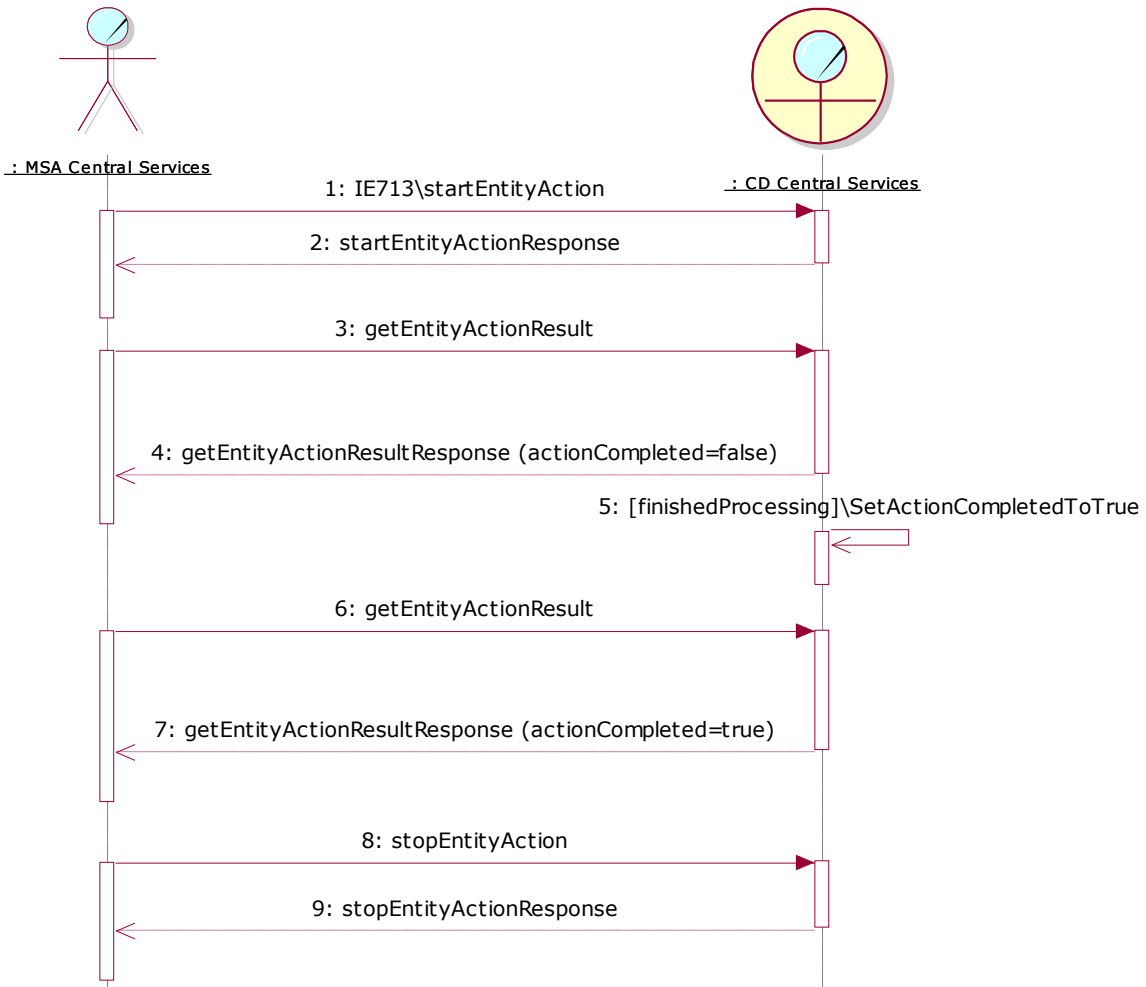 : MSA Central Services
: CD Central Services
1: IE713\startEntityAction
2: startEntityActionResponse
3: getEntityActionResult
4: getEntityActionResultResponse (actionCompleted=false)
5: [finishedProcessing]\SetActionCompletedToTrue
6: getEntityActionResult
7: getEntityActionResultResponse (actionCompleted=true)
8: stopEntityAction
9: stopEntityActionResponse